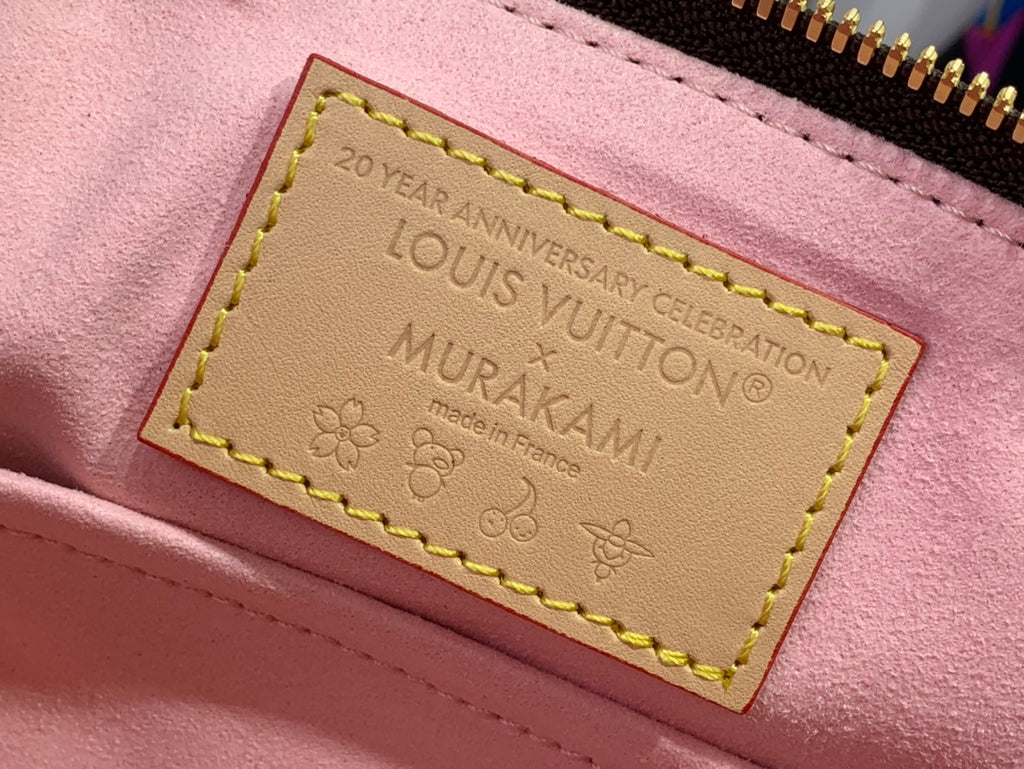 20 YEAR ANNIVERSARY CELEBRATION
LOUIS VUITTON®
x
MURAKAMI
made in France